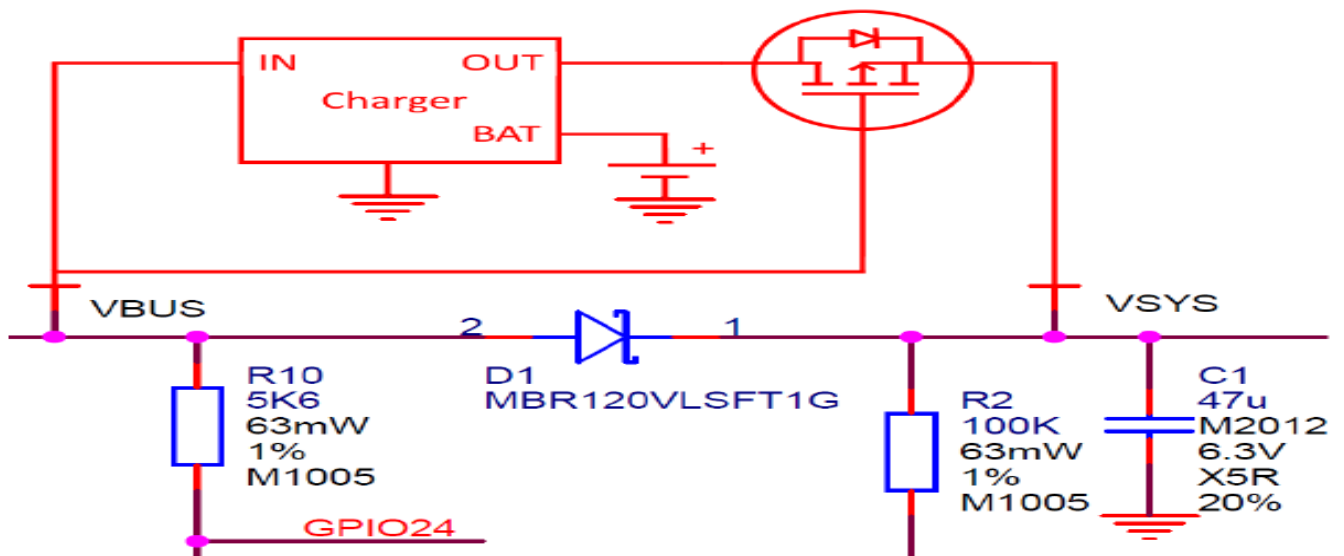 IN
OUT
Charger
BAT
+
VBUS
VSYS
2
1
R10
5K6
63mW
1%
M1005
D1
MBR120VLSFT1G
R2
100K
63mW
1%
M1005
C1
47u
M2012
6.3V
X5R
20%
GPIO24